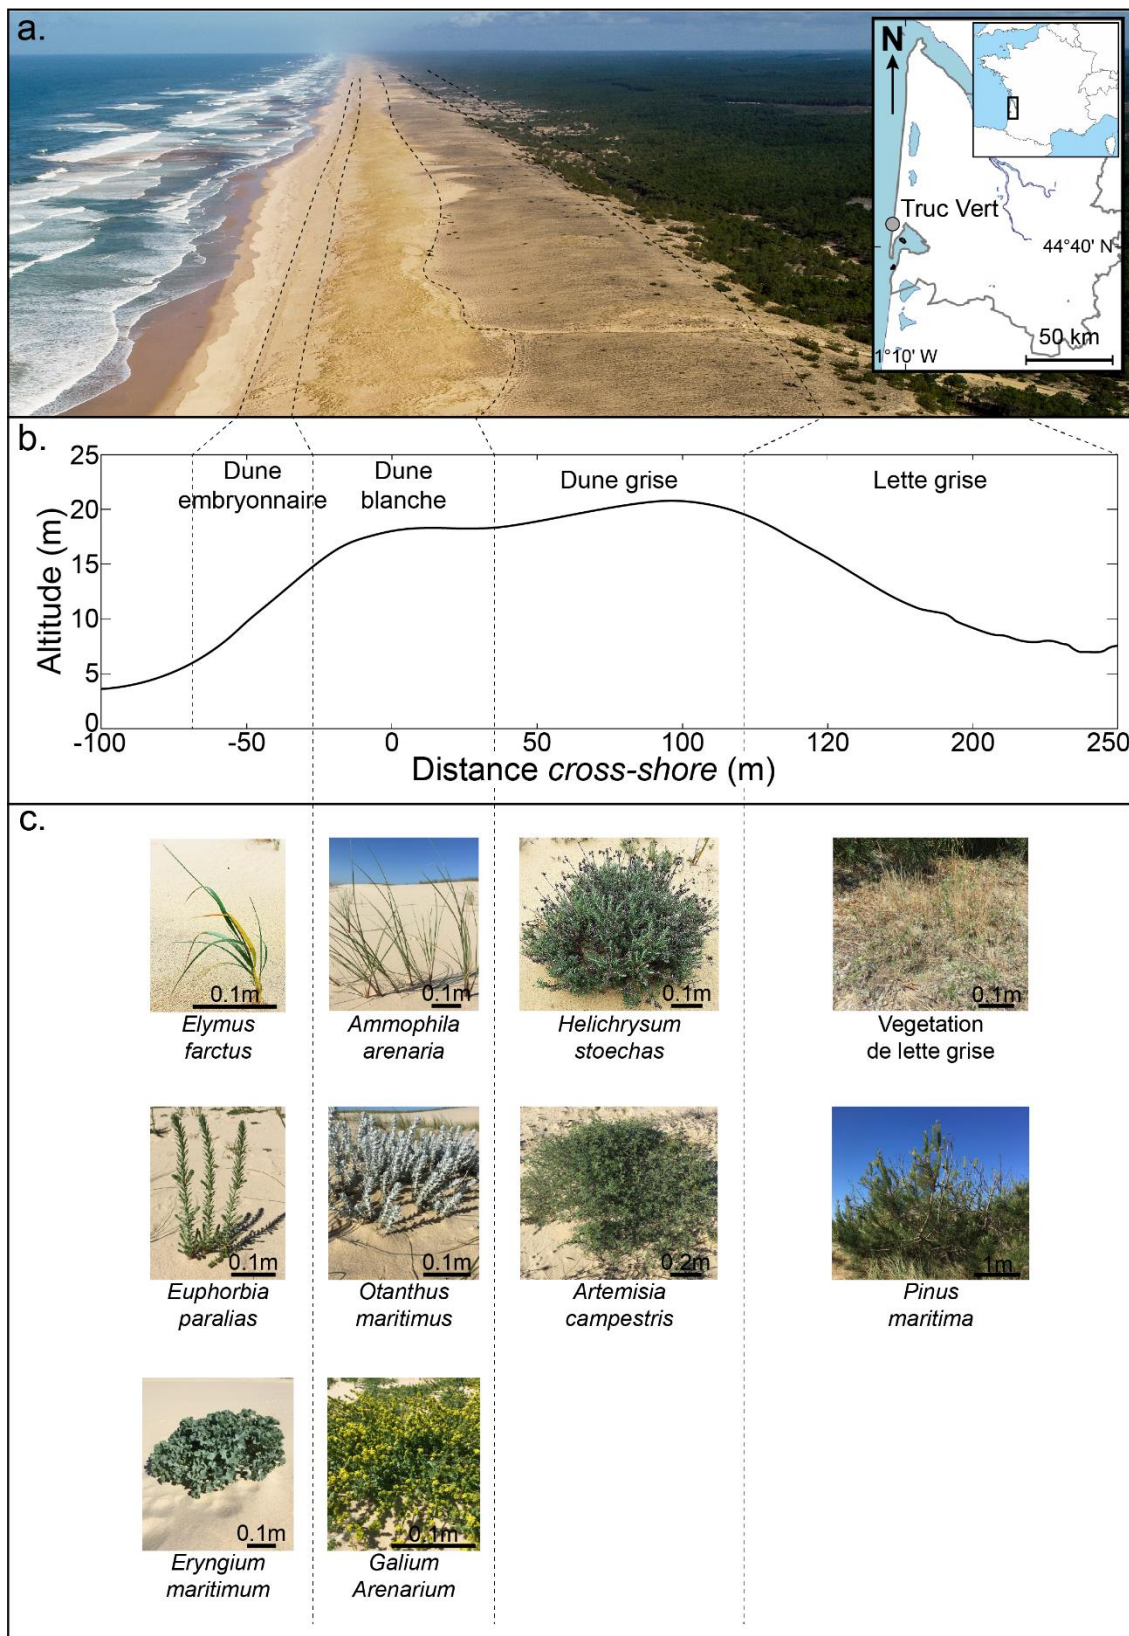 a.
N
Truc Vert
44°40' N
50 km
1°10' W
b.
25
20
15
10
5
0
Altitude (m)
Dune
embryonnaire
Dune
blanche
Dune grise
Lette grise
-100
-50
0
50
100
120
200
250
Distance cross-shore (m)
c.
0.1m
0.1m
0.1m
0.1m
Elymus
farctus
Ammophila
arenaria
Helichrysum
stoechas
Vegetation
de lette grise
0.1m
0.1m
0.2m
1m
Euphorbia
paralias
Otanthus
maritimus
Artemisia
campestris
Pinus
maritima
0.1m
0.1m
Eryngium
maritimum
Galium
Arenarium